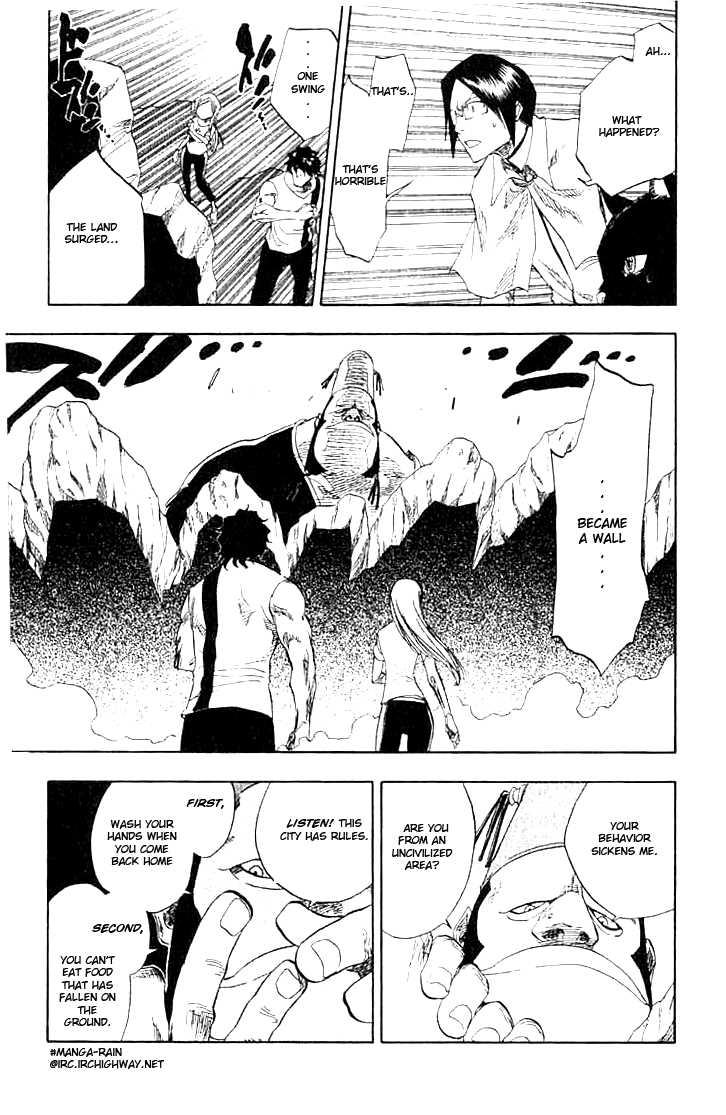 AH...
WHAT
HAPPENED?
THAT'S..
THAT'S
HORRIBLE
. . . . .
ONE
SWING
. . .
THE LAND
SURGED...
. . . . .
BECAME
A WALL
. . . . .
YOUR
BEHAVIOR
SICKENS ME.
ARE YOU
FROM AN
UNCIVILIZED
AREA?
LISTEN! THIS
CITY HAS RULES.
FIRST,
WASH YOUR
HANDS WHEN
YOU COME
BACK HOME
SECOND,
YOU CAN'T
EAT FOOD
THAT HAS
FALLEN ON
THE
GROUND.
#MANGA-RAIN
@IRC.IRCHIGHWAY.NET